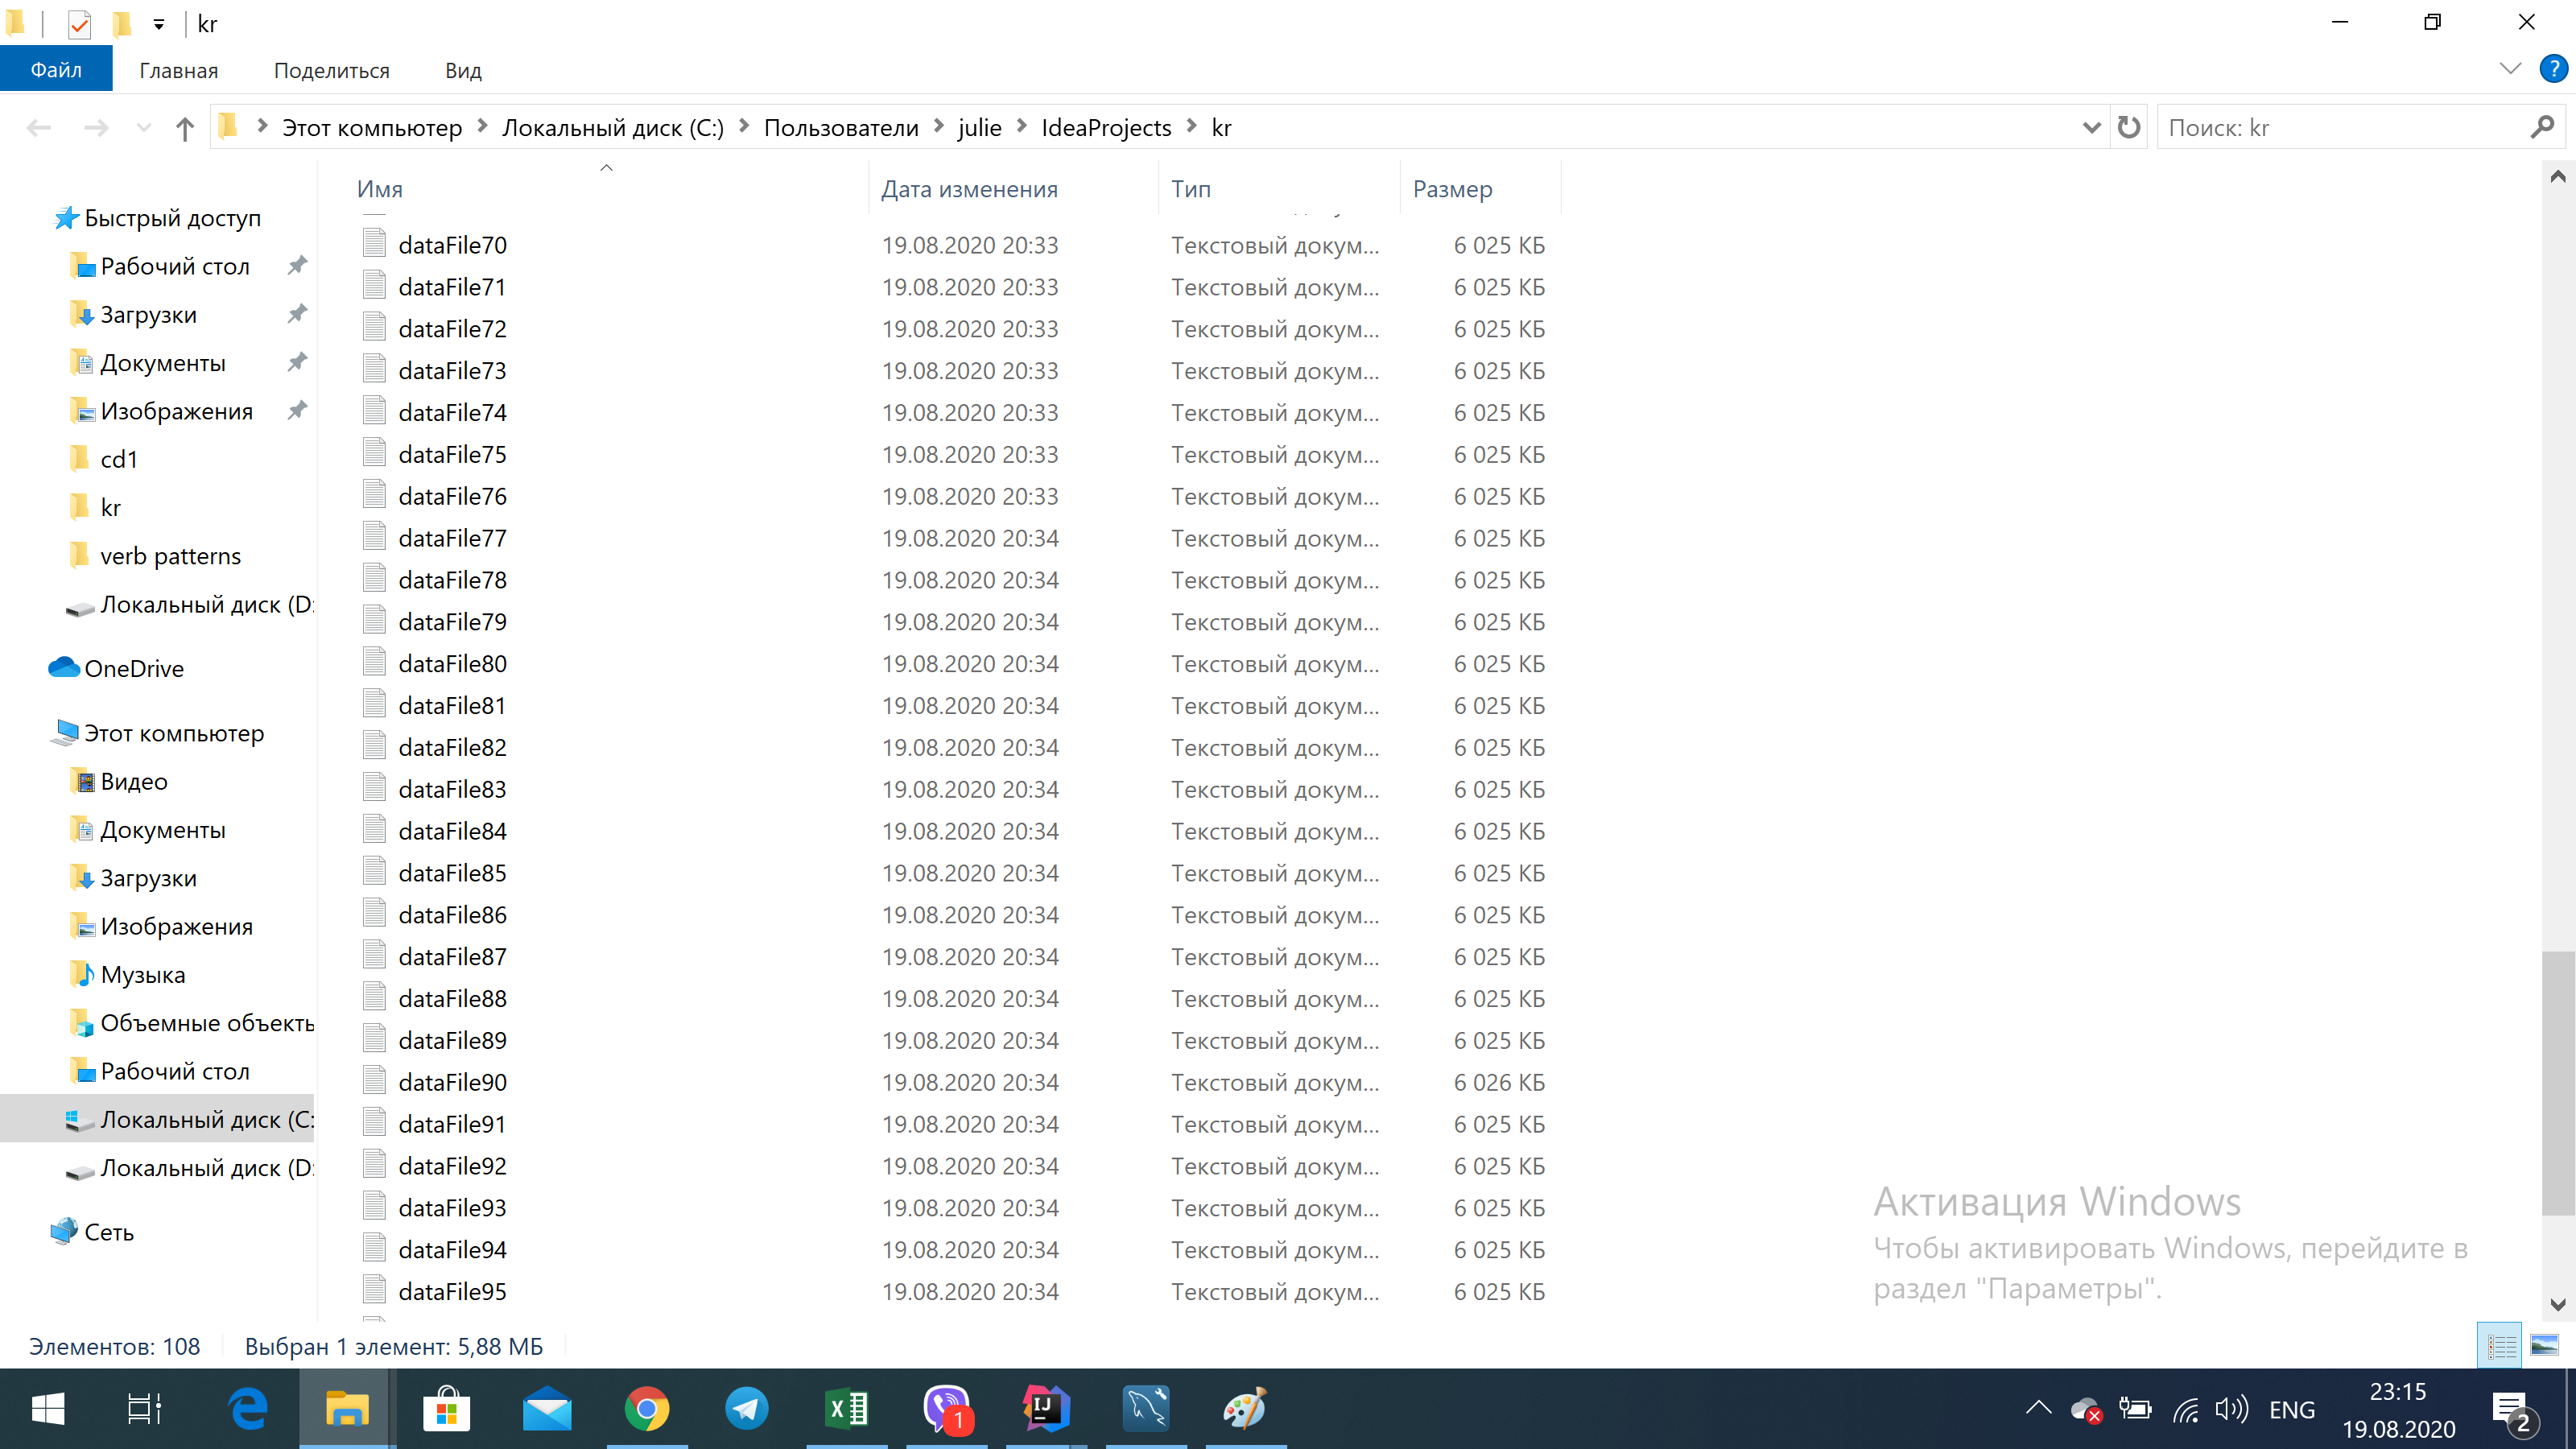 kr
Файл Главная Поделиться Вид
Этот компьютер Локальный диск (C:) Пользователи julie IdeaProjects kr
Поиск: kr
Имя Дата изменения Тип Размер
Быстрый доступ
Рабочий стол
Загрузки
Документы
Изображения
cd1
kr
verb patterns
Локальный диск (D:
OneDrive
Этот компьютер
Видео
Документы
Загрузки
Изображения
Музыка
Объемные объекты
Рабочий стол
Локальный диск (C:
Локальный диск (D:
Сеть
dataFile70 19.08.2020 20:33 Текстовый докум... 6 025 КБ
dataFile71 19.08.2020 20:33 Текстовый докум... 6 025 КБ
dataFile72 19.08.2020 20:33 Текстовый докум... 6 025 КБ
dataFile73 19.08.2020 20:33 Текстовый докум... 6 025 КБ
dataFile74 19.08.2020 20:33 Текстовый докум... 6 025 КБ
dataFile75 19.08.2020 20:33 Текстовый докум... 6 025 КБ
dataFile76 19.08.2020 20:33 Текстовый докум... 6 025 КБ
dataFile77 19.08.2020 20:34 Текстовый докум... 6 025 КБ
dataFile78 19.08.2020 20:34 Текстовый докум... 6 025 КБ
dataFile79 19.08.2020 20:34 Текстовый докум... 6 025 КБ
dataFile80 19.08.2020 20:34 Текстовый докум... 6 025 КБ
dataFile81 19.08.2020 20:34 Текстовый докум... 6 025 КБ
dataFile82 19.08.2020 20:34 Текстовый докум... 6 025 КБ
dataFile83 19.08.2020 20:34 Текстовый докум... 6 025 КБ
dataFile84 19.08.2020 20:34 Текстовый докум... 6 025 КБ
dataFile85 19.08.2020 20:34 Текстовый докум... 6 025 КБ
dataFile86 19.08.2020 20:34 Текстовый докум... 6 025 КБ
dataFile87 19.08.2020 20:34 Текстовый докум... 6 025 КБ
dataFile88 19.08.2020 20:34 Текстовый докум... 6 025 КБ
dataFile89 19.08.2020 20:34 Текстовый докум... 6 025 КБ
dataFile90 19.08.2020 20:34 Текстовый докум... 6 026 КБ
dataFile91 19.08.2020 20:34 Текстовый докум... 6 025 КБ
dataFile92 19.08.2020 20:34 Текстовый докум... 6 025 КБ
dataFile93 19.08.2020 20:34 Текстовый докум... 6 025 КБ
dataFile94 19.08.2020 20:34 Текстовый докум... 6 025 КБ
dataFile95 19.08.2020 20:34 Текстовый докум... 6 025 КБ
Активация Windows
Чтобы активировать Windows, перейдите в
раздел "Параметры".
Элементов: 108 Выбран 1 элемент: 5,88 МБ
1
IJ
ENG
23:15
19.08.2020
2